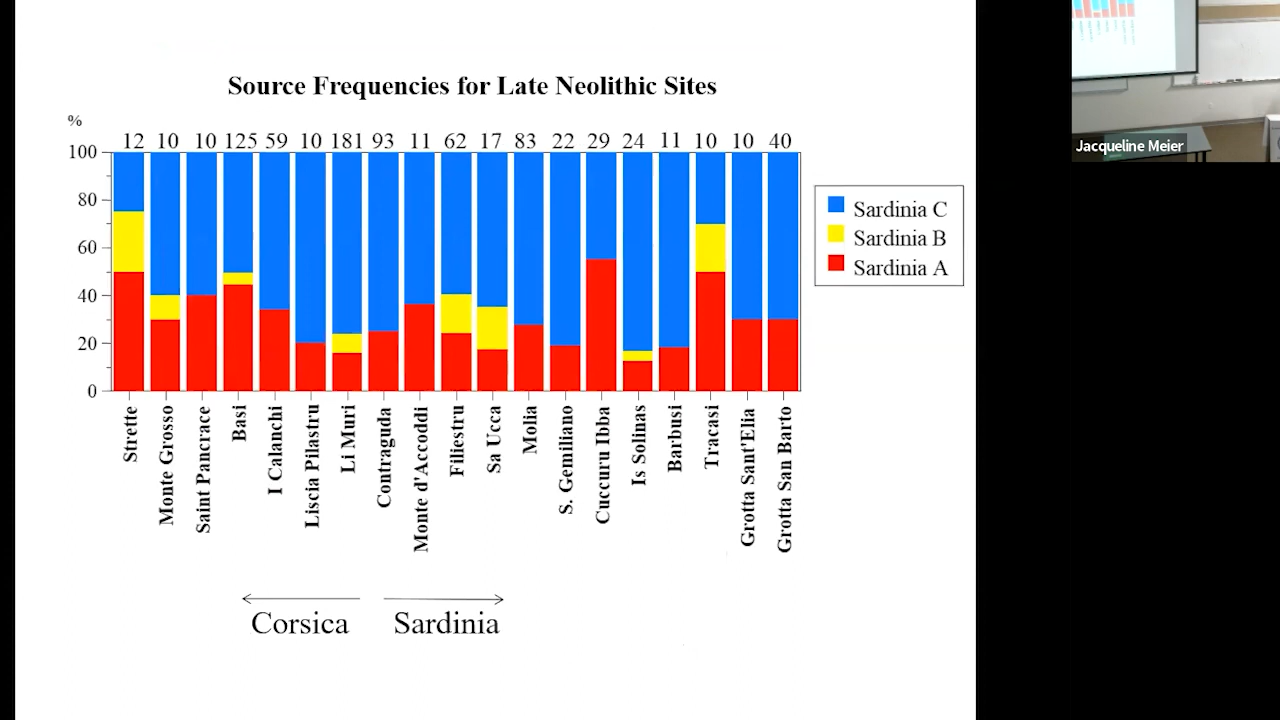 Source Frequencies for Late Neolithic Sites
%
12 10 10 125 59 10 181 93 11 62 17 83 22 29 24 11 10 10 40
100
80
60
40
20
0
Sardinia C
Sardinia B
Sardinia A
Strette
Monte Grosso
Saint Pancrace
Basi
I Calanchi
Liscia Pilastru
Li Muri
Contraguda
Monte d'Accoddi
Filiestru
Sa Ucca
Molia
S. Gemiliano
Cuccuru Ibba
Is Solinas
Barbusi
Tracasi
Grotta Sant'Elia
Grotta San Barto
Corsica
Sardinia
Jacqueline Meier